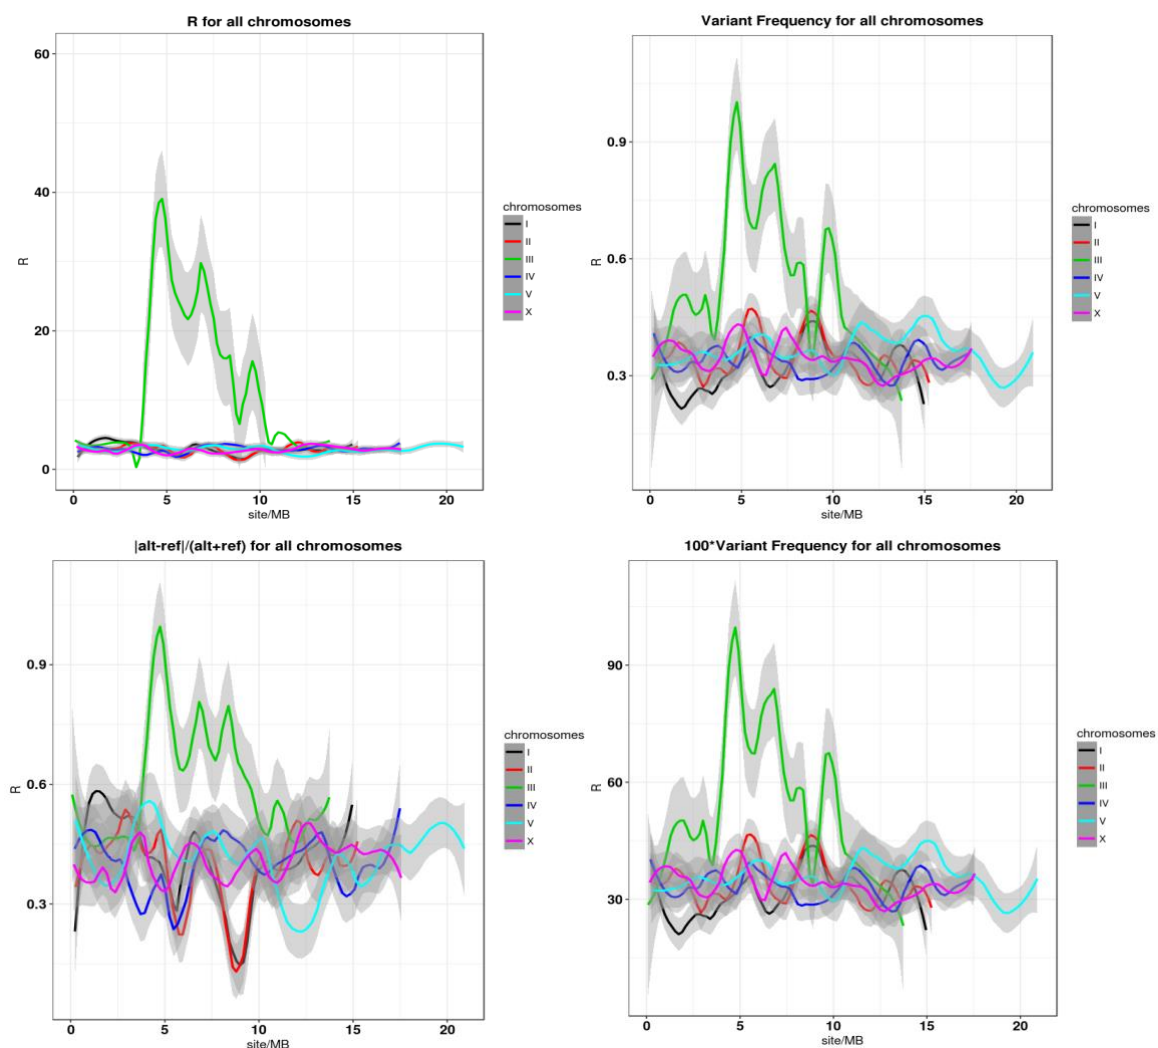 R for all chromosomes
60
40
20
0
R
0 5 10 15 20
site/MB
chromosomes
I
II
III
IV
V
X
Variant Frequency for all chromosomes
0.9
0.6
0.3
R
0 5 10 15 20
site/MB
chromosomes
I
II
III
IV
V
X
|alt-ref|/(alt+ref) for all chromosomes
0.9
0.6
0.3
R
0 5 10 15 20
site/MB
chromosomes
I
II
III
IV
V
X
100*Variant Frequency for all chromosomes
90
60
30
R
0 5 10 15 20
site/MB
chromosomes
I
II
III
IV
V
X